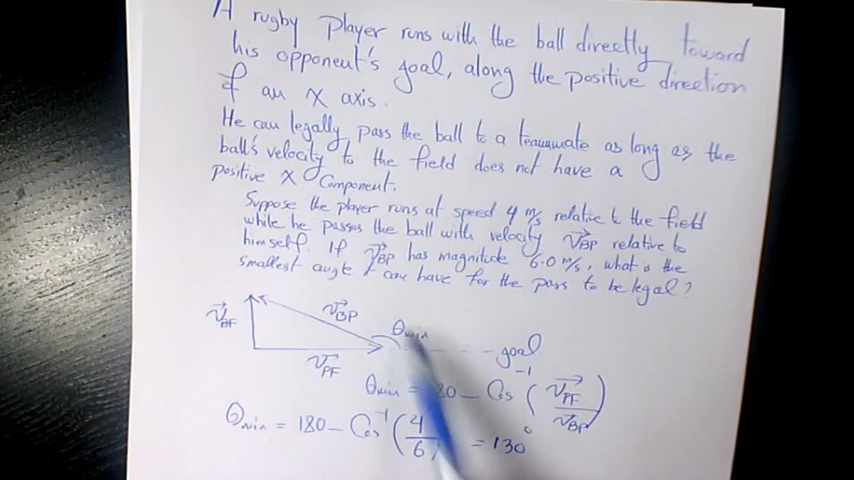 A rugby player runs with the ball directly toward
his opponent's goal, along the positive direction
of an X axis.
He can legally pass the ball to a teammate as long as the
ball's velocity to the field does not have a
positive X component.
Suppose the player runs at speed 4 m/s relative to the field
while he passes the ball with velocity V⃗BP relative to
himself. If V⃗BP has magnitude 6.0 m/s, what is the
smallest angle it can have for the pass to be legal?
V⃗BF
V⃗BP
θmin
V⃗PF
goal
θmin = 80 - Cos⁻¹ (V⃗PF / V⃗BP)
θmin = 180 - Cos⁻¹ (4/6) = 130°